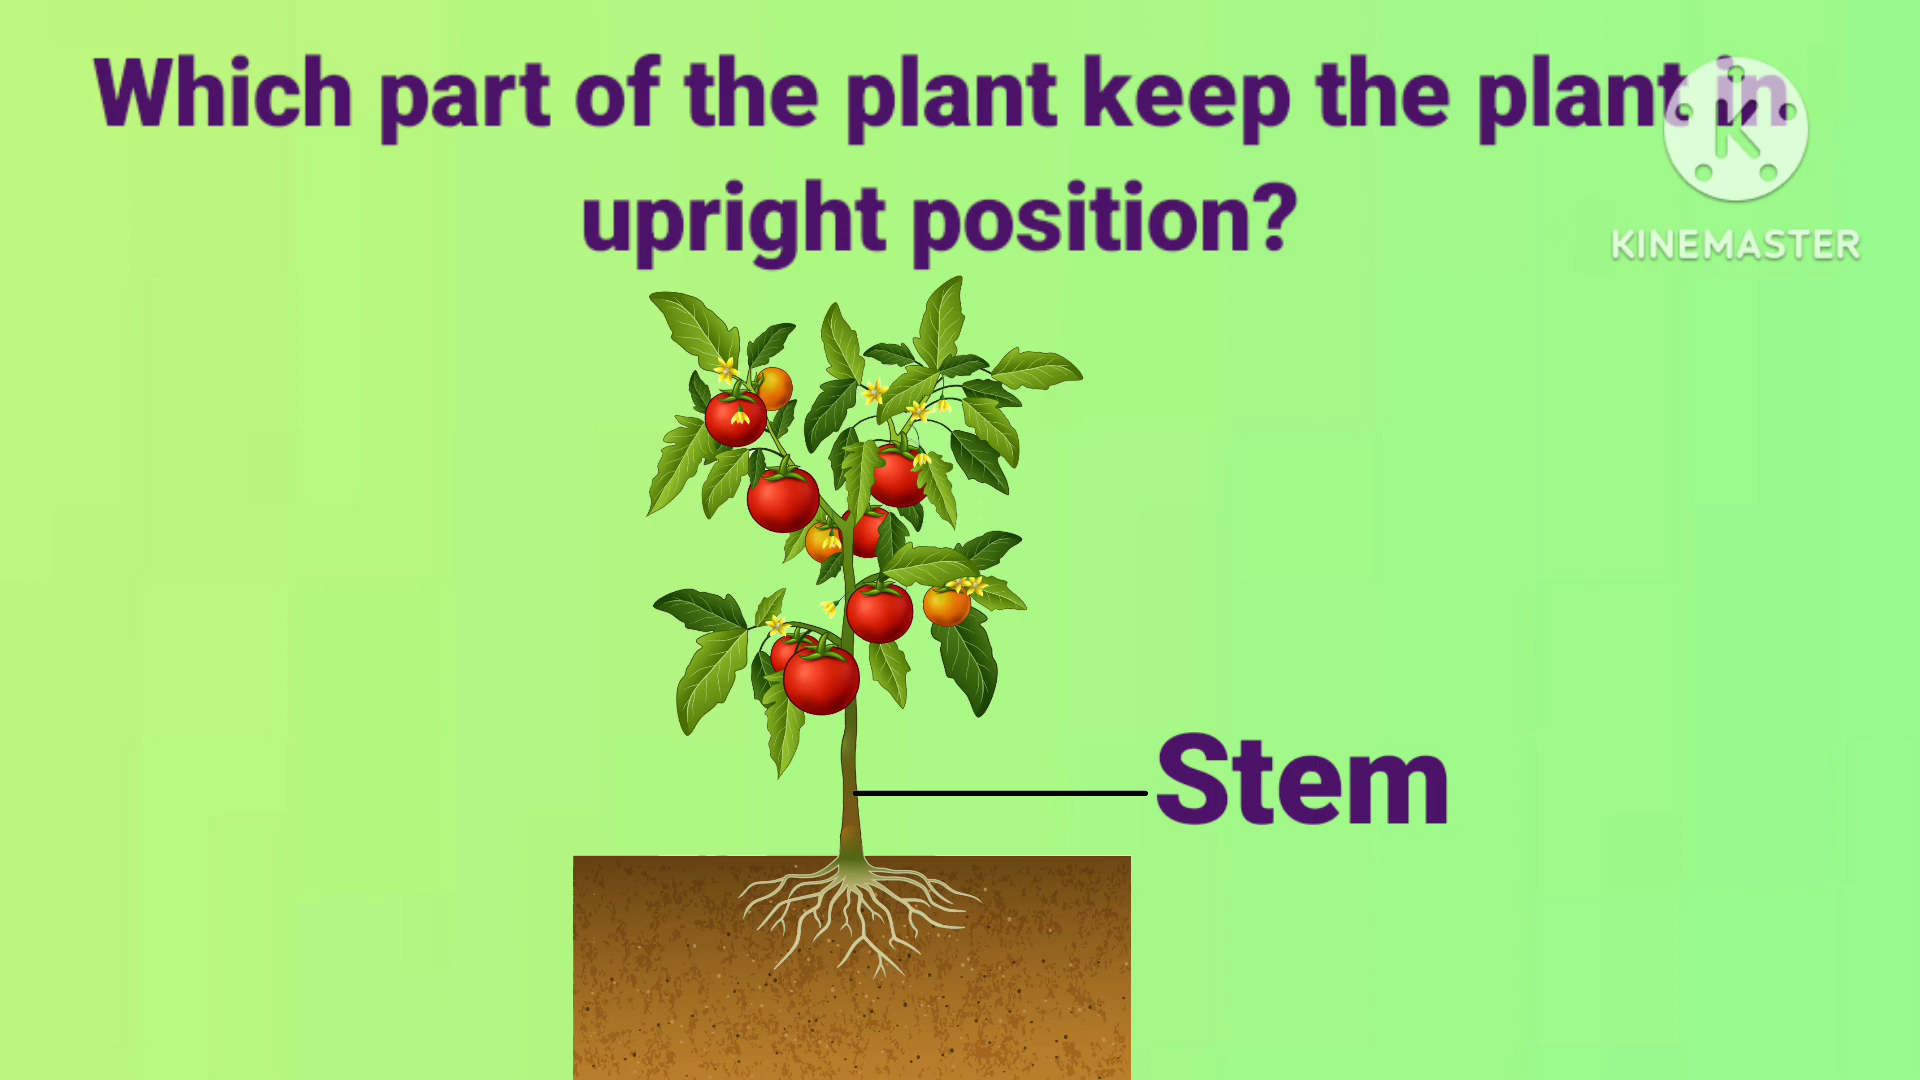 Which part of the plant keep the plant in
upright position?
KINEMASTER
Stem